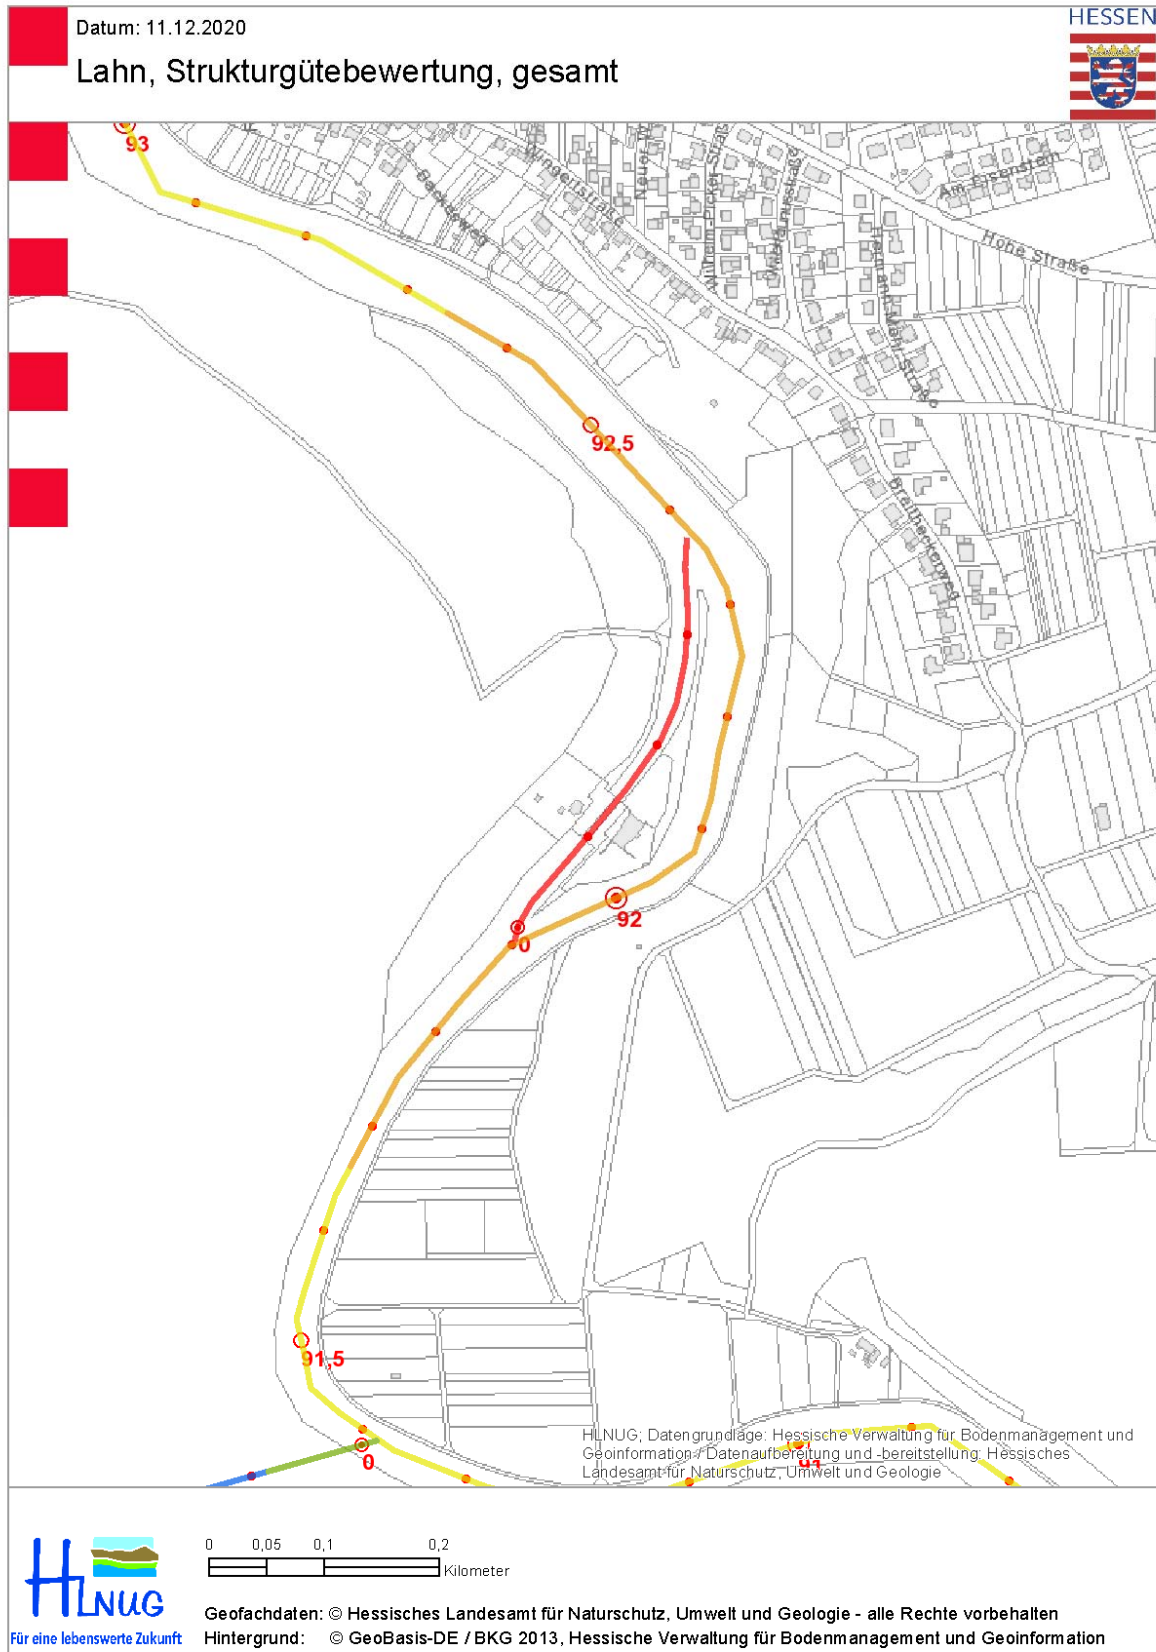 HESSEN
Datum: 11.12.2020
Lahn, Strukturgütebewertung, gesamt
93
Wingertstraße
Am Eisenstein
Hohe Straße
92,5
92
0
91,5
0
91
HLNUG; Datengrundlage: Hessische Verwaltung für Bodenmanagement und
Geoinformation / Datenaufbereitung und -bereitstellung: Hessisches
Landesamt für Naturschutz, Umwelt und Geologie
0 0,05 0,1 0,2
Kilometer
HLNUG
Für eine lebenswerte Zukunft
Geofachdaten: © Hessisches Landesamt für Naturschutz, Umwelt und Geologie - alle Rechte vorbehalten
Hintergrund: © GeoBasis-DE / BKG 2013, Hessische Verwaltung für Bodenmanagement und Geoinformation